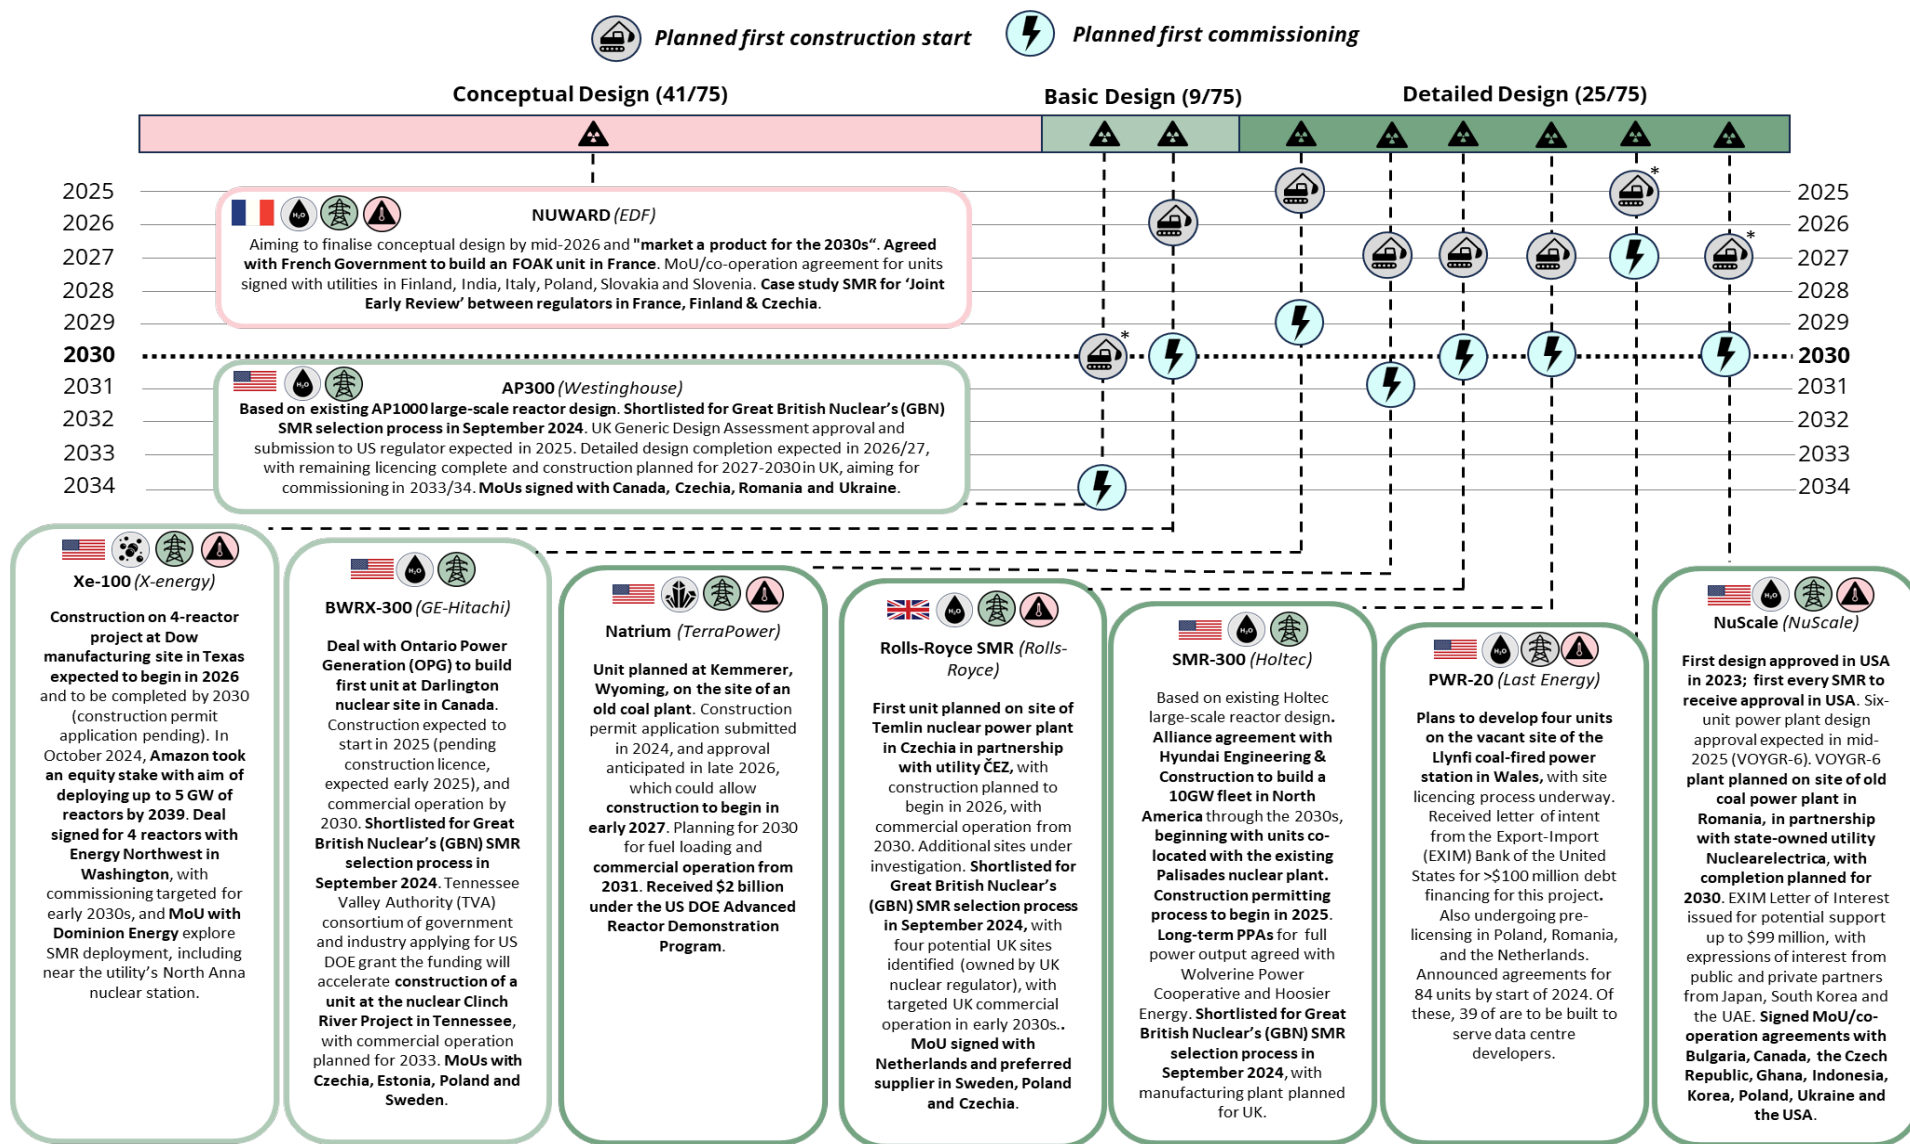 Planned first construction start
Planned first commissioning
Conceptual Design (41/75)
Basic Design (9/75)
Detailed Design (25/75)
2025
2026
2027
2028
2029
2030
2031
2032
2033
2034
2025
2026
2027
2028
2029
2030
2031
2032
2033
2034
*
*
*
H₂O
NUWARD (EDF)
Aiming to finalise conceptual design by mid-2026 and "market a product for the 2030s“. Agreed
with French Government to build an FOAK unit in France. MoU/co-operation agreement for units
signed with utilities in Finland, India, Italy, Poland, Slovakia and Slovenia. Case study SMR for ‘Joint
Early Review’ between regulators in France, Finland & Czechia.
H₂O
AP300 (Westinghouse)
Based on existing AP1000 large-scale reactor design. Shortlisted for Great British Nuclear’s (GBN)
SMR selection process in September 2024. UK Generic Design Assessment approval and
submission to US regulator expected in 2025. Detailed design completion expected in 2026/27,
with remaining licencing complete and construction planned for 2027-2030 in UK, aiming for
commissioning in 2033/34. MoUs signed with Canada, Czechia, Romania and Ukraine.
Xe-100 (X-energy)
Construction on 4-reactor
project at Dow
manufacturing site in Texas
expected to begin in 2026
and to be completed by 2030
(construction permit
application pending). In
October 2024, Amazon took
an equity stake with aim of
deploying up to 5 GW of
reactors by 2039. Deal
signed for 4 reactors with
Energy Northwest in
Washington, with
commissioning targeted for
early 2030s, and MoU with
Dominion Energy explore
SMR deployment, including
near the utility’s North Anna
nuclear station.
H₂O
BWRX-300 (GE-Hitachi)
Deal with Ontario Power
Generation (OPG) to build
first unit at Darlington
nuclear site in Canada.
Construction expected to
start in 2025 (pending
construction licence,
expected early 2025), and
commercial operation by
2030. Shortlisted for Great
British Nuclear’s (GBN) SMR
selection process in
September 2024. Tennessee
Valley Authority (TVA)
consortium of government
and industry applying for US
DOE grant the funding will
accelerate construction of a
unit at the nuclear Clinch
River Project in Tennessee,
with commercial operation
planned for 2033. MoUs with
Czechia, Estonia, Poland and
Sweden.
Natrium (TerraPower)
Unit planned at Kemmerer,
Wyoming, on the site of an
old coal plant. Construction
permit application submitted
in 2024, and approval
anticipated in late 2026,
which could allow
construction to begin in
early 2027. Planning for 2030
for fuel loading and
commercial operation from
2031. Received $2 billion
under the US DOE Advanced
Reactor Demonstration
Program.
H₂O
Rolls-Royce SMR (Rolls-
Royce)
First unit planned on site of
Temlin nuclear power plant
in Czechia in partnership
with utility ČEZ, with
construction planned to
begin in 2026, with
commercial operation from
2030. Additional sites under
investigation. Shortlisted for
Great British Nuclear’s
(GBN) SMR selection process
in September 2024, with
four potential UK sites
identified (owned by UK
nuclear regulator), with
targeted UK commercial
operation in early 2030s..
MoU signed with
Netherlands and preferred
supplier in Sweden, Poland
and Czechia.
H₂O
SMR-300 (Holtec)
Based on existing Holtec
large-scale reactor design.
Alliance agreement with
Hyundai Engineering &
Construction to build a
10GW fleet in North
America through the 2030s,
beginning with units co-
located with the existing
Palisades nuclear plant.
Construction permitting
process to begin in 2025.
Long-term PPAs for full
power output agreed with
Wolverine Power
Cooperative and Hoosier
Energy. Shortlisted for Great
British Nuclear’s (GBN) SMR
selection process in
September 2024, with
manufacturing plant planned
for UK.
H₂O
PWR-20 (Last Energy)
Plans to develop four units
on the vacant site of the
Llynfi coal-fired power
station in Wales, with site
licencing process underway.
Received letter of intent
from the Export-Import
(EXIM) Bank of the United
States for >$100 million debt
financing for this project.
Also undergoing pre-
licensing in Poland, Romania,
and the Netherlands.
Announced agreements for
84 units by start of 2024. Of
these, 39 of are to be built to
serve data centre
developers.
H₂O
NuScale (NuScale)
First design approved in USA
in 2023; first every SMR to
receive approval in USA. Six-
unit power plant design
approval expected in mid-
2025 (VOYGR-6). VOYGR-6
plant planned on site of old
coal power plant in
Romania, in partnership
with state-owned utility
Nuclearelectrica, with
completion planned for
2030. EXIM Letter of Interest
issued for potential support
up to $99 million, with
expressions of interest from
public and private partners
from Japan, South Korea and
the UAE. Signed MoU/co-
operation agreements with
Bulgaria, Canada, the Czech
Republic, Ghana, Indonesia,
Korea, Poland, Ukraine and
the USA.